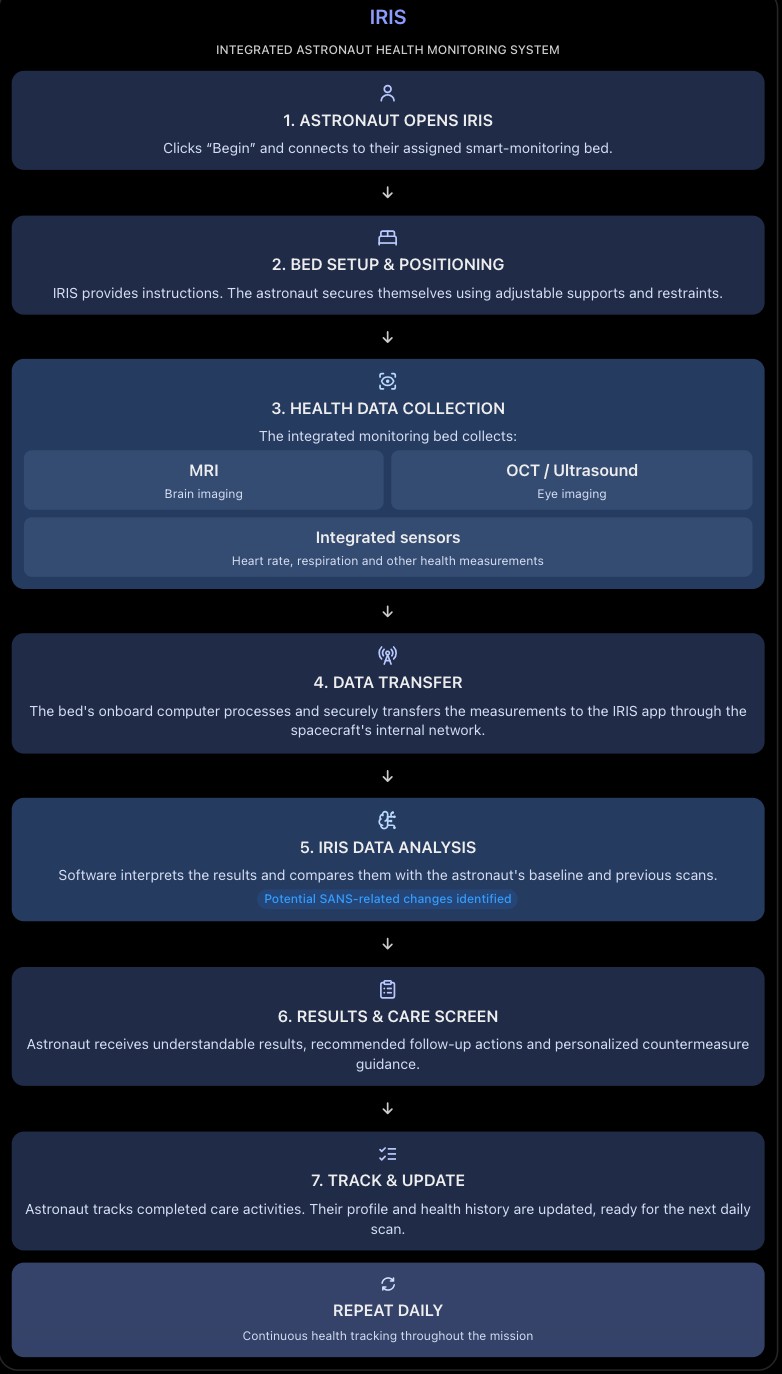 IRIS
INTEGRATED ASTRONAUT HEALTH MONITORING SYSTEM
1. ASTRONAUT OPENS IRIS
Clicks “Begin” and connects to their assigned smart-monitoring bed.
2. BED SETUP & POSITIONING
IRIS provides instructions. The astronaut secures themselves using adjustable supports and restraints.
3. HEALTH DATA COLLECTION
The integrated monitoring bed collects:
MRI
Brain imaging
OCT / Ultrasound
Eye imaging
Integrated sensors
Heart rate, respiration and other health measurements
4. DATA TRANSFER
The bed's onboard computer processes and securely transfers the measurements to the IRIS app through the
spacecraft's internal network.
5. IRIS DATA ANALYSIS
Software interprets the results and compares them with the astronaut's baseline and previous scans.
Potential SANS-related changes identified
6. RESULTS & CARE SCREEN
Astronaut receives understandable results, recommended follow-up actions and personalized countermeasure
guidance.
7. TRACK & UPDATE
Astronaut tracks completed care activities. Their profile and health history are updated, ready for the next daily
scan.
REPEAT DAILY
Continuous health tracking throughout the mission